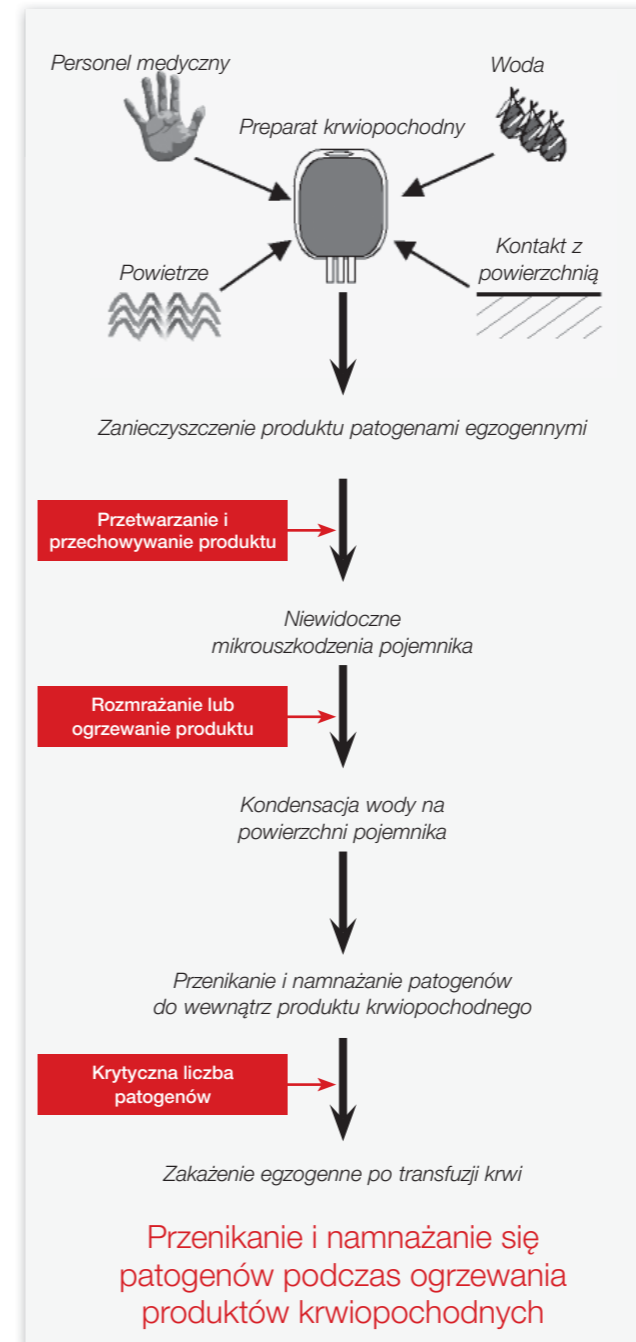 Personel medyczny
Woda
Preparat krwiopochodny
Powietrze
Kontakt z
powierzchnią
Zanieczyszczenie produktu patogenami egzogennymi
Przetwarzanie i
przechowywanie produktu
Niewidoczne
mikrouszkodzenia pojemnika
Rozmrażanie lub
ogrzewanie produktu
Kondensacja wody na
powierzchni pojemnika
Przenikanie i namnażanie patogenów
do wewnątrz produktu krwiopochodnego
Krytyczna liczba
patogenów
Zakażenie egzogenne po transfuzji krwi
Przenikanie i namnażanie się
patogenów podczas ogrzewania
produktów krwiopochodnych